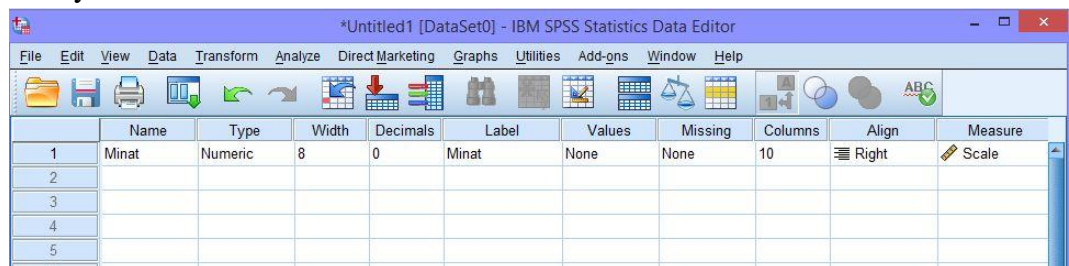 *Untitled1 [DataSet0] - IBM SPSS Statistics Data Editor
File Edit View Data Transform Analyze Direct Marketing Graphs Utilities Add-ons Window Help
Name Type Width Decimals Label Values Missing Columns Align Measure
1 Minat Numeric 8 0 Minat None None 10 Right Scale
2
3
4
5